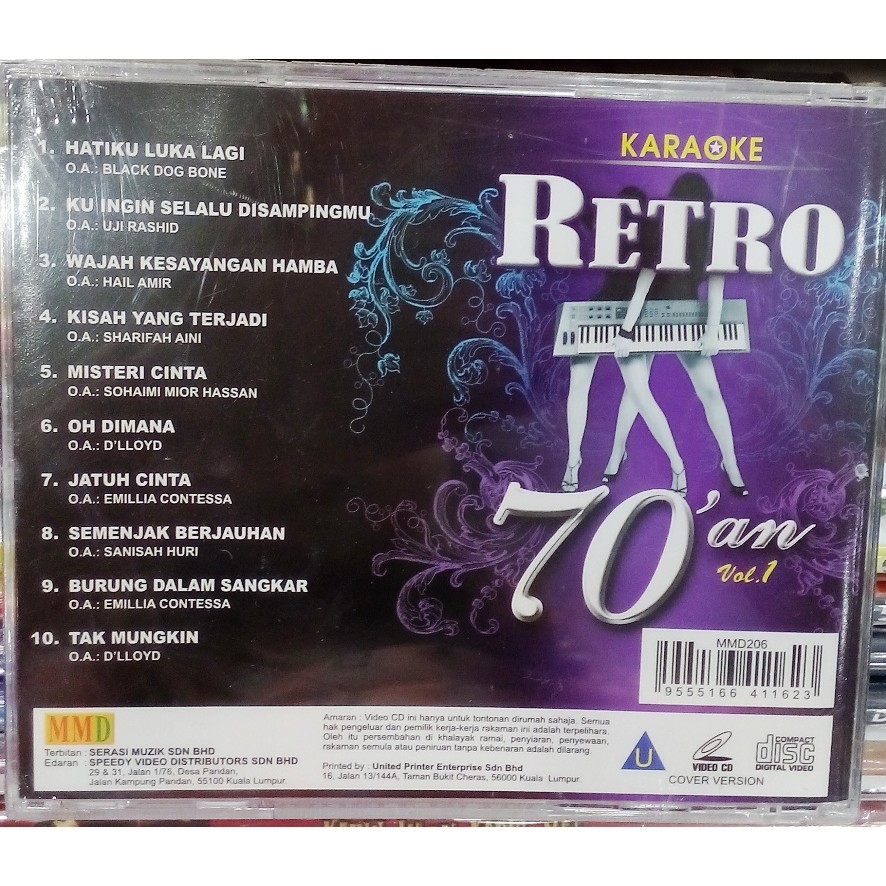 1. HATIKU LUKA LAGI
O.A.: BLACK DOG BONE
2. KU INGIN SELALU DISAMPINGMU
O.A.: UJI RASHID
3. WAJAH KESAYANGAN HAMBA
O.A.: HAIL AMIR
4. KISAH YANG TERJADI
O.A.: SHARIFAH AINI
5. MISTERI CINTA
O.A.: SOHAIMI MIOR HASSAN
6. OH DIMANA
O.A.: D'LLOYD
7. JATUH CINTA
O.A.: EMILLIA CONTESSA
8. SEMENJAK BERJAUHAN
O.A.: SANISAH HURI
9. BURUNG DALAM SANGKAR
O.A.: EMILLIA CONTESSA
10. TAK MUNGKIN
O.A.: D'LLOYD
KARAOKE
RETRO
70'an
Vol.1
MMD206
9555166 411623
MMD
Terbitan : SERASI MUZIK SDN BHD
Edaran : SPEEDY VIDEO DISTRIBUTORS SDN BHD
29 & 31, Jalan 1/76, Desa Pandan,
Jalan Kampung Pandan, 55100 Kuala Lumpur.
Amaran : Video CD ini hanya untuk tontonan dirumah sahaja. Semua
hak pengeluar dan pemilik kerja-kerja rakaman ini adalah terpelihara.
Oleh itu persembahan di khalayak ramai, penyiaran, penyewaan,
rakaman semula atau peniruan tanpa kebenaran adalah dilarang.
Printed by : United Printer Enterprise Sdn Bhd
16, Jalan 13/144A, Taman Bukit Cheras, 56000 Kuala Lumpur.
U
VIDEO CD
COMPACT
disc
DIGITAL VIDEO
COVER VERSION